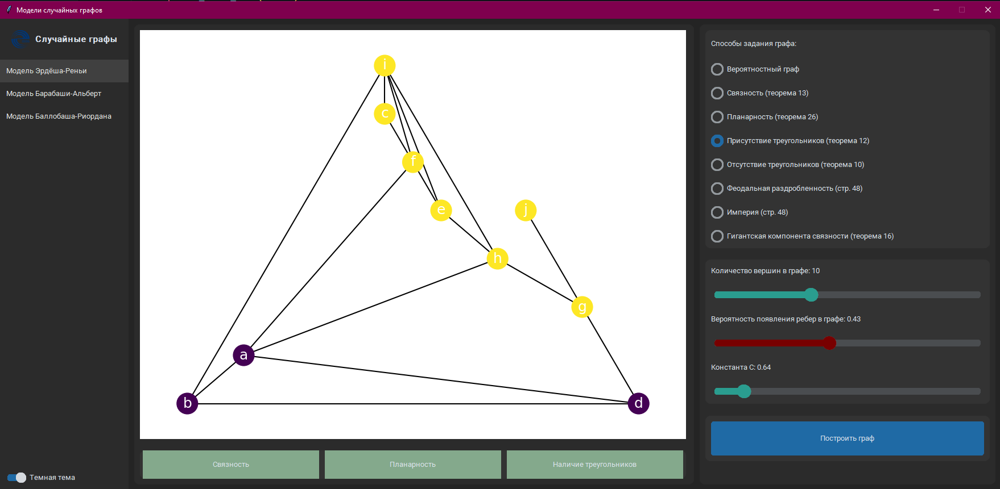 Модели случайных графов
Случайные графы
Модель Эрдёша-Реньи
Модель Барабаши-Альберт
Модель Баллобаша-Риордана
Темная тема
i
c
f
e
j
h
g
a
b
d
Связность
Планарность
Наличие треугольников
Способы задания графа:
Вероятностный граф
Связность (теорема 13)
Планарность (теорема 26)
Присутствие треугольников (теорема 12)
Отсутствие треугольников (теорема 10)
Феодальная раздробленность (стр. 48)
Империя (стр. 48)
Гигантская компонента связности (теорема 16)
Количество вершин в графе: 10
Вероятность появления ребер в графе: 0.43
Константа C: 0.64
Построить граф